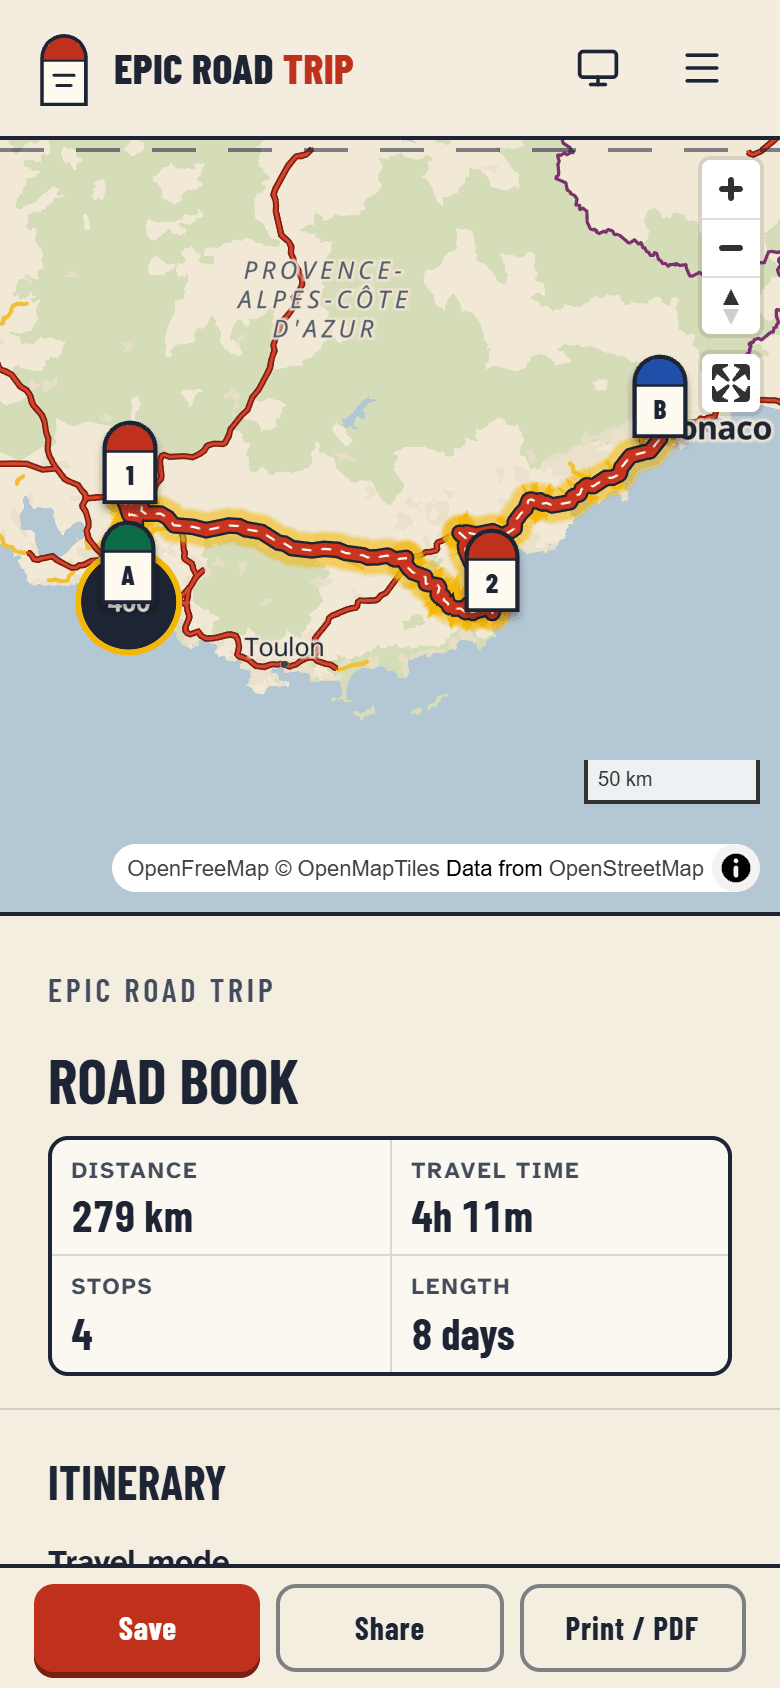 EPIC ROAD TRIP
PROVENCE-
ALPES-CÔTE
D'AZUR
B
onaco
1
A
2
Toulon
50 km
OpenFreeMap © OpenMapTiles Data from OpenStreetMap
EPIC ROAD TRIP
ROAD BOOK
DISTANCE
279 km
TRAVEL TIME
4h 11m
STOPS
4
LENGTH
8 days
ITINERARY
Travel mode
Save
Share
Print / PDF